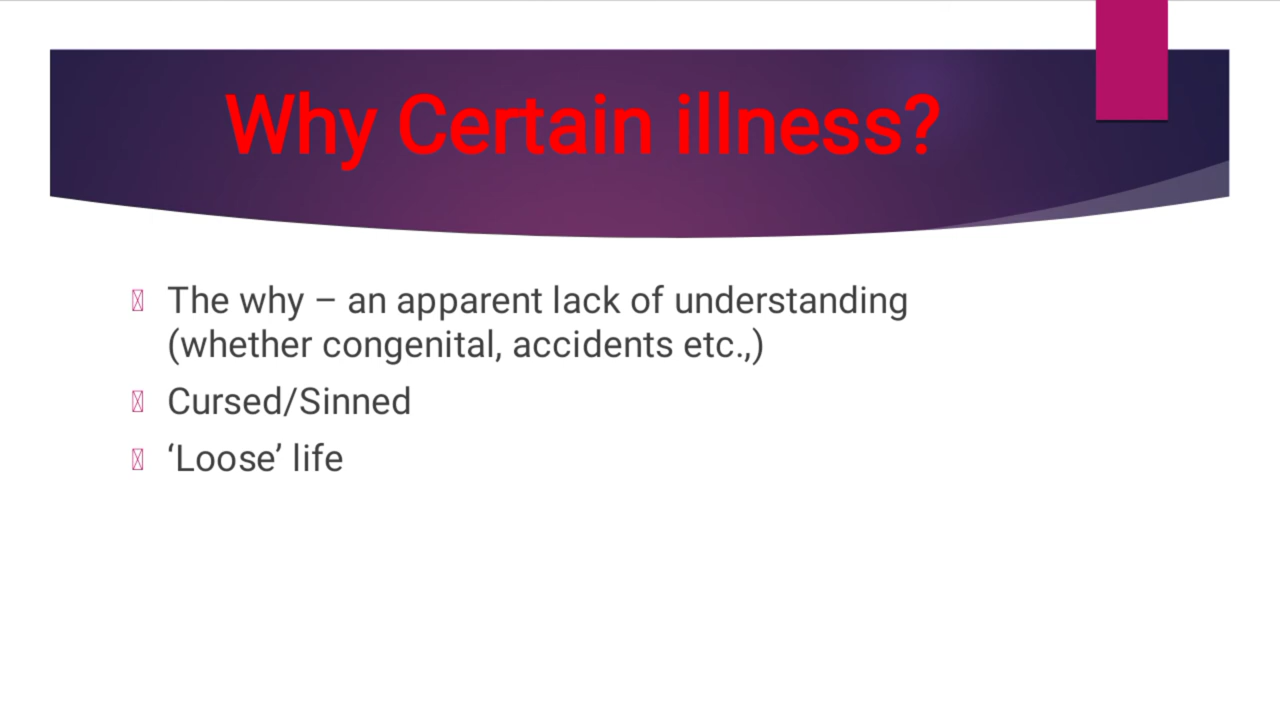 Why Certain illness?
The why – an apparent lack of understanding
(whether congenital, accidents etc.,)
Cursed/Sinned
‘Loose’ life